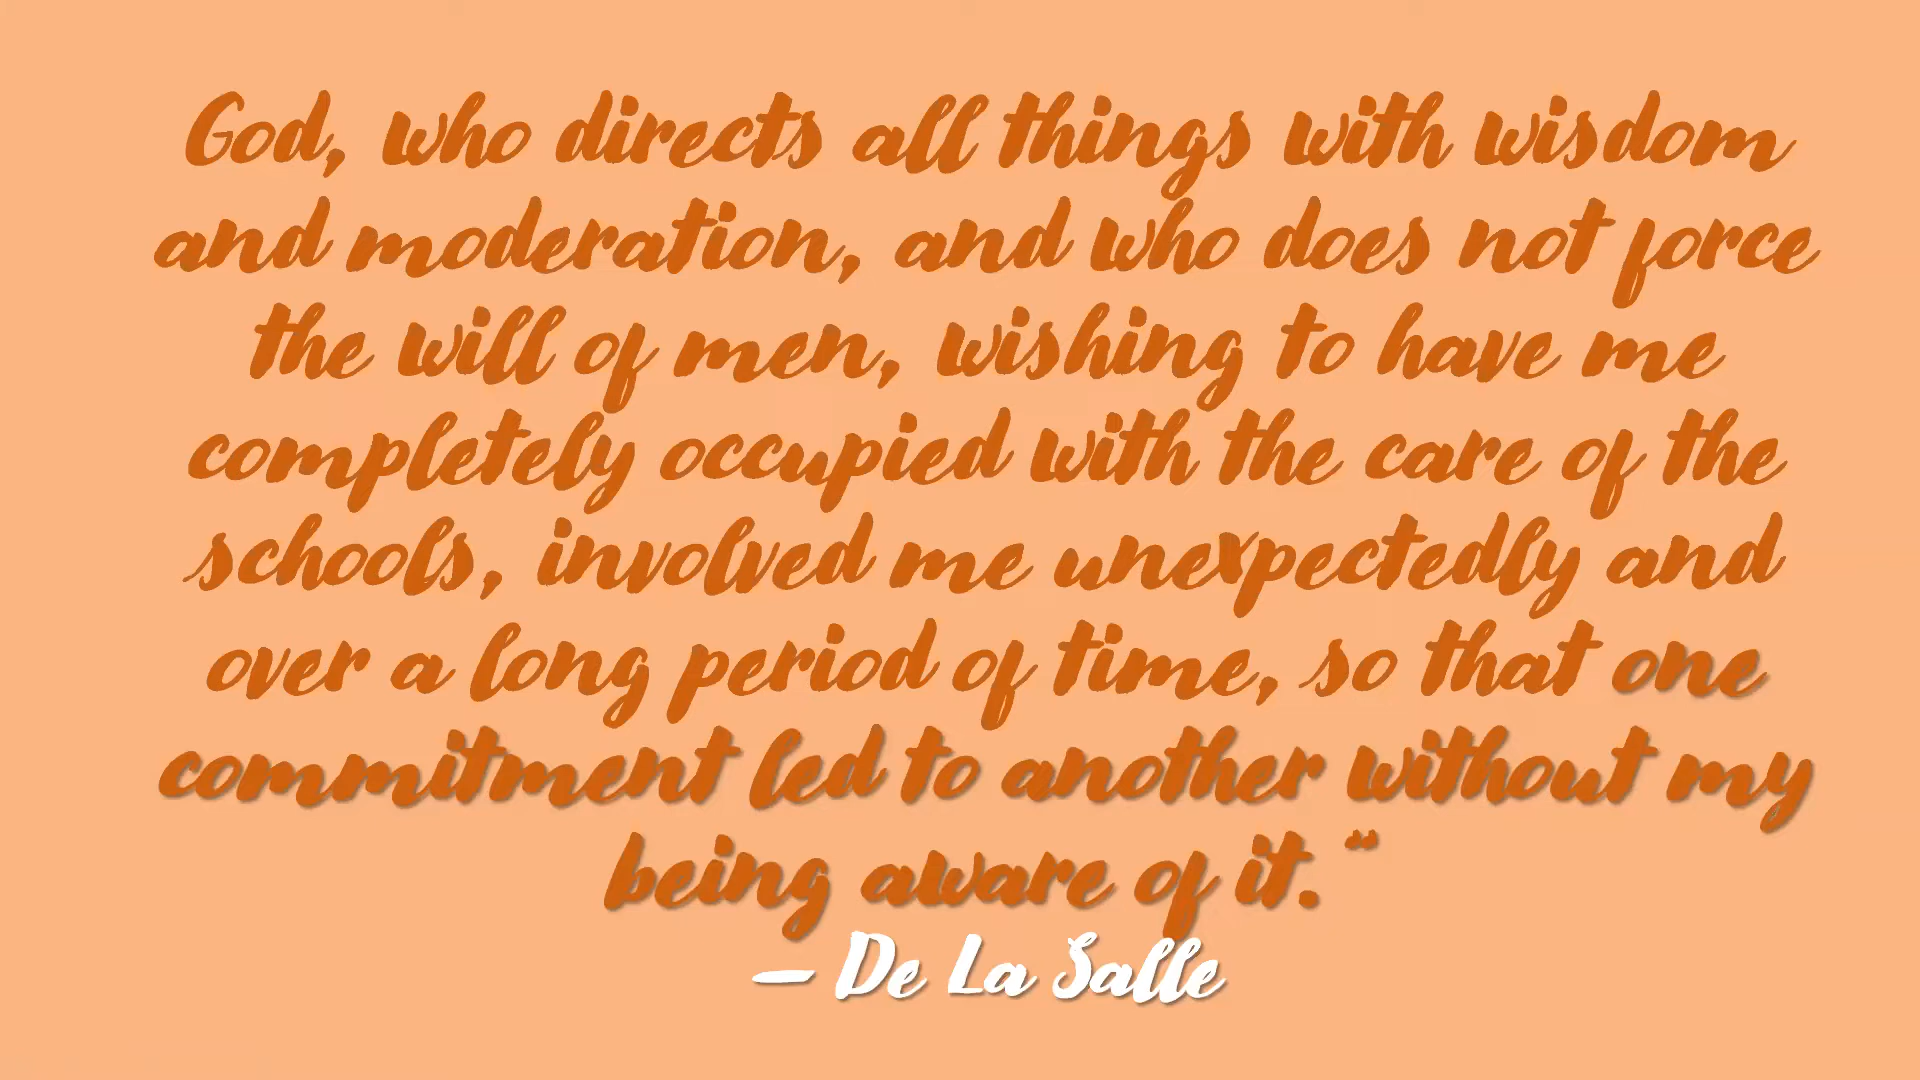 God, who directs all things with wisdom
and moderation, and who does not force
the will of men, wishing to have me
completely occupied with the care of the
schools, involved me unexpectedly and
over a long period of time, so that one
commitment led to another without my
being aware of it.”
– De La Salle